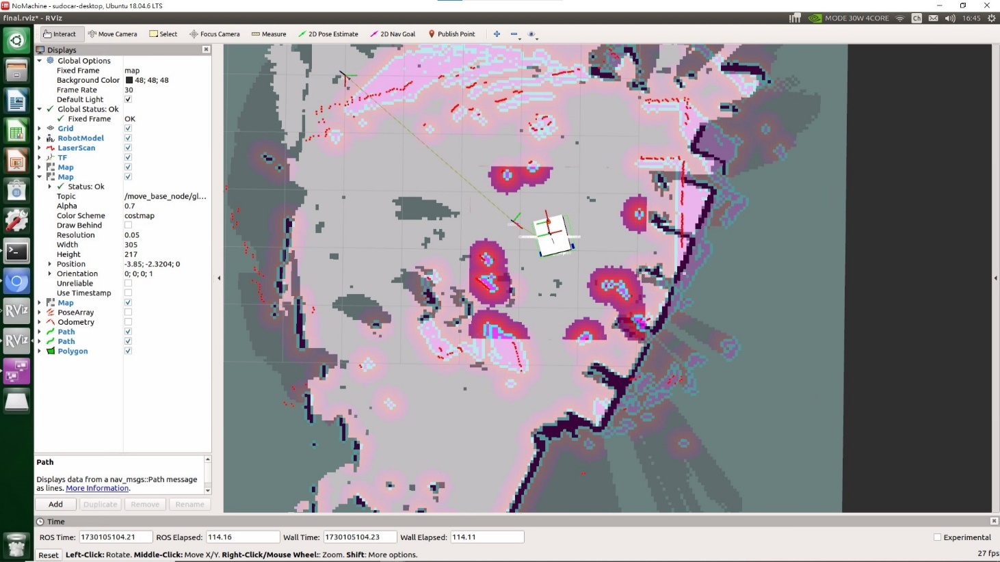 NoMachine - sudocar-desktop, Ubuntu 18.04.6 LTS
final.rviz* - RViz
MODE 30W 4CORE
Ch
16:45
Interact
Move Camera
Select
Focus Camera
Measure
2D Pose Estimate
2D Nav Goal
Publish Point
Displays
Global Options
Fixed Frame map
Background Color 48; 48; 48
Frame Rate 30
Default Light
Global Status: Ok
Fixed Frame OK
Grid
RobotModel
LaserScan
TF
Map
Map
Status: Ok
Topic /move_base_node/gl...
Alpha 0.7
Color Scheme costmap
Draw Behind
Resolution 0.05
Width 305
Height 217
Position -3.85; -2.3204; 0
Orientation 0; 0; 0; 1
Unreliable
Use Timestamp
Map
PoseArray
Odometry
Path
Path
Polygon
RViz
RViz
Path
Displays data from a nav_msgs::Path message
as lines. More Information.
Add
Duplicate
Remove
Rename
Time
ROS Time: 1730105104.21
ROS Elapsed: 114.16
Wall Time: 1730105104.23
Wall Elapsed: 114.11
Experimental
Reset
Left-Click: Rotate. Middle-Click: Move X/Y. Right-Click/Mouse Wheel:: Zoom. Shift: More options.
27 fps